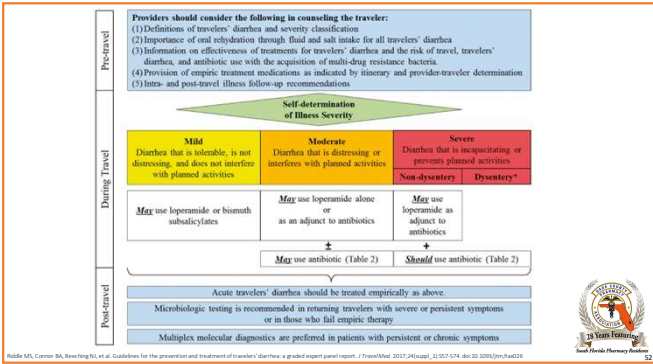 Pre-travel
Providers should consider the following in counseling the traveler:
(1) Definitions of travelers' diarrhea and severity classification
(2) Importance of oral rehydration through fluid and salt intake for all travelers' diarrhea
(3) Information on effectiveness of treatments for travelers' diarrhea and the risk of travel, travelers'
diarrhea, and antibiotic use with the acquisition of multi-drug resistance bacteria.
(4) Provision of empiric treatment medications as indicated by itinerary and provider-traveler determination
(5) Intra- and post-travel illness follow-up recommendations
During Travel
Self-determination
of Illness Severity
Mild
Diarrhea that is tolerable, is not
distressing, and does not interfere
with planned activities
Moderate
Diarrhea that is distressing or
interferes with planned activities
Severe
Diarrhea that is incapacitating or
prevents planned activities
Non-dysentery
Dysentery*
May use loperamide or bismuth
subsalicylates
May use loperamide alone
or
as an adjunct to antibiotics
May use
loperamide as
adjunct to
antibiotics
±
+
May use antibiotic (Table 2)
Should use antibiotic (Table 2)
Post-travel
Acute travelers' diarrhea should be treated empirically as above.
Microbiologic testing is recommended in returning travelers with severe or persistent symptoms
or in those who fail empiric therapy
Multiplex molecular diagnostics are preferred in patients with persistent or chronic symptoms
Riddle MS, Connor BA, Beeching NJ, et al. Guidelines for the prevention and treatment of travelers' diarrhea: a graded expert panel report. J Travel Med. 2017;24(suppl_1):S57-S74. doi:10.1093/jtm/tax026
DADE COUNTY
PHARMACY
ASSOCIATION
28 Years Featuring
South Florida Pharmacy Residents
52